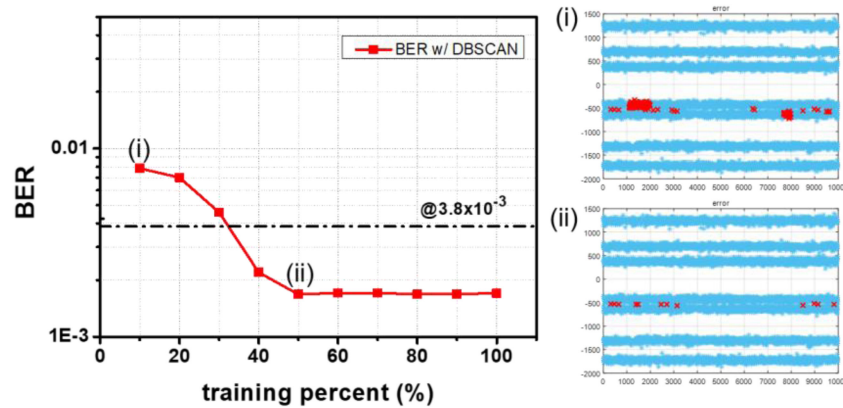 BER w/ DBSCAN
0.01
1E-3
BER
(i)
(ii)
@3.8x10⁻³
0 20 40 60 80 100
training percent (%)
(i)
error
1500
1000
500
0
-500
-1000
-1500
-2000
0 1000 2000 3000 4000 5000 6000 7000 8000 9000 1000
(ii)
error
1500
1000
500
0
-500
-1000
-1500
-2000
0 1000 2000 3000 4000 5000 6000 7000 8000 9000 1000